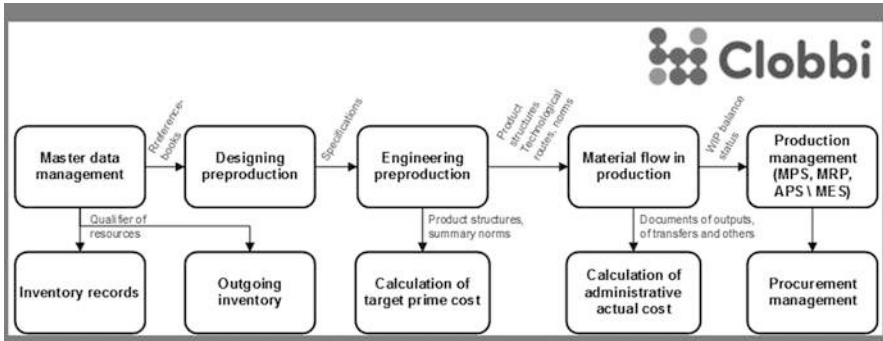 Clobbi
Rreference-
books
Specifications
Product
structures
Technological
routes, norms
WIP balance
status
Master data
management
Designing
preproduction
Engineering
preproduction
Material flow in
production
Production
management
(MPS, MRP,
APS \ MES)
Qualifier of
resources
Product structures,
summary norms
Documents of outputs,
of transfers and others
Inventory records
Outgoing
inventory
Calculation of
target prime cost
Calculation of
administrative
actual cost
Procurement
management